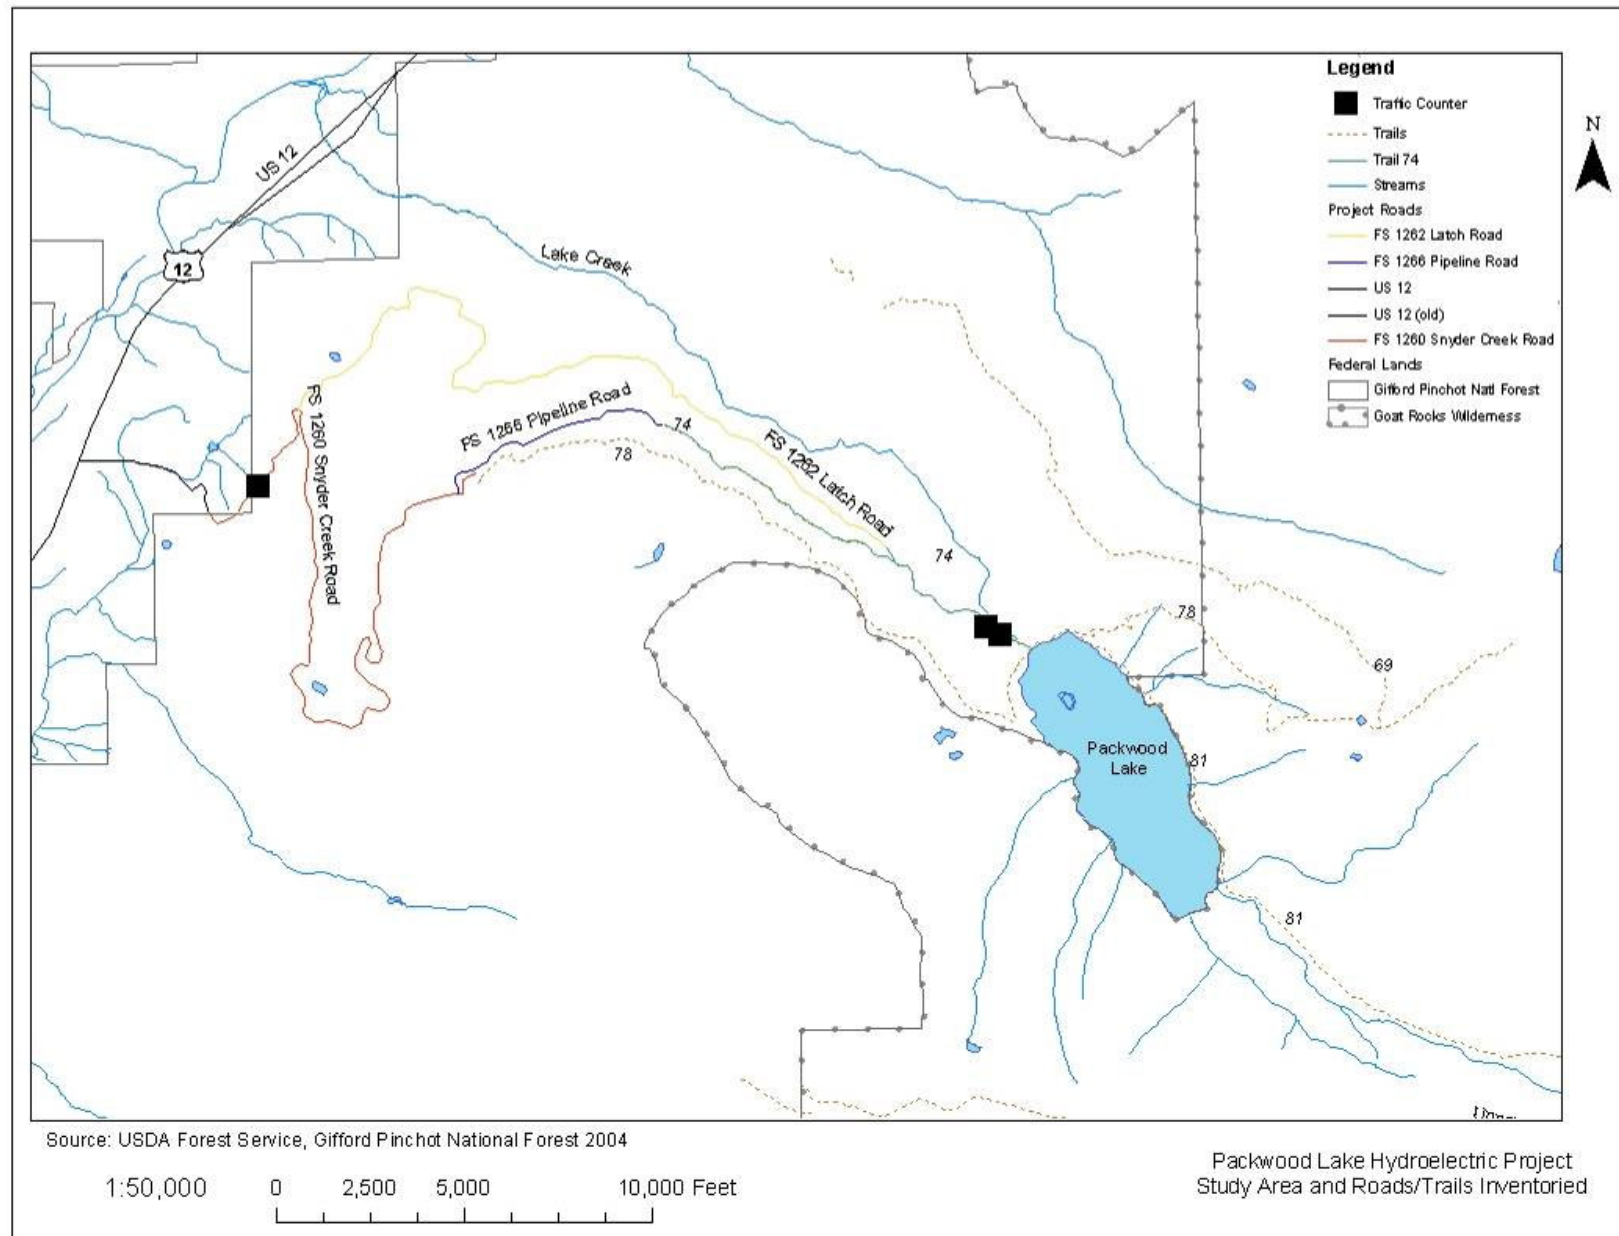 Legend
Traffic Counter
Trails
Trail 74
Streams
Project Roads
FS 1262 Latch Road
FS 1266 Pipeline Road
US 12
US 12 (old)
FS 1260 Snyder Creek Road
Federal Lands
Gifford Pinchot Natl Forest
Goat Rocks Wilderness
N
US 12
12
Lake Creek
FS 1260 Snyder Creek Road
FS 1266 Pipeline Road
74
78
FS 1262 Latch Road
74
78
69
Packwood
Lake
81
81
Source: USDA Forest Service, Gifford Pinchot National Forest 2004
1:50,000
0 2,500 5,000 10,000 Feet
Packwood Lake Hydroelectric Project
Study Area and Roads/Trails Inventoried